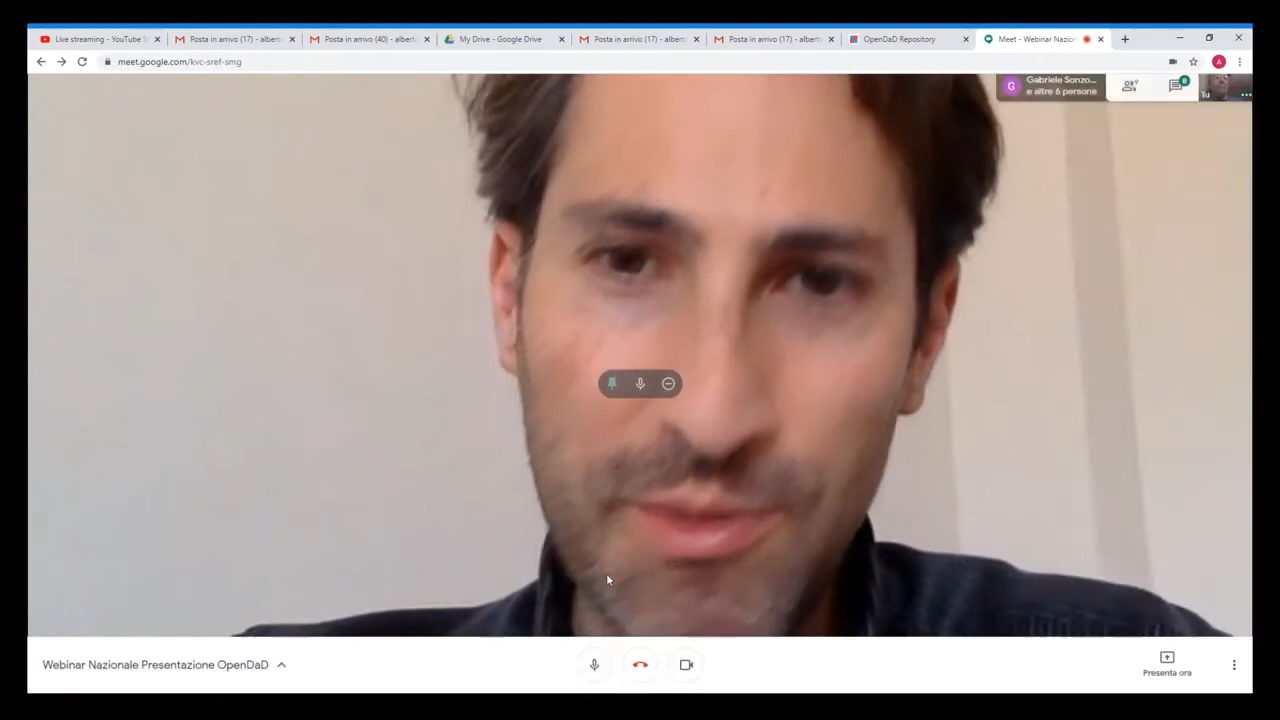 Live streaming - YouTube S
Posta in arrivo (17) - albert
Posta in arrivo (40) - albert
My Drive - Google Drive
Posta in arrivo (17) - albert
Posta in arrivo (17) - albert
OpenDaD Repository
Meet - Webinar Nazion
meet.google.com/kvc-sref-smg
A
G
Gabriele Sonzo...
e altre 6 persone
8
Tu
Webinar Nazionale Presentazione OpenDaD
Presenta ora